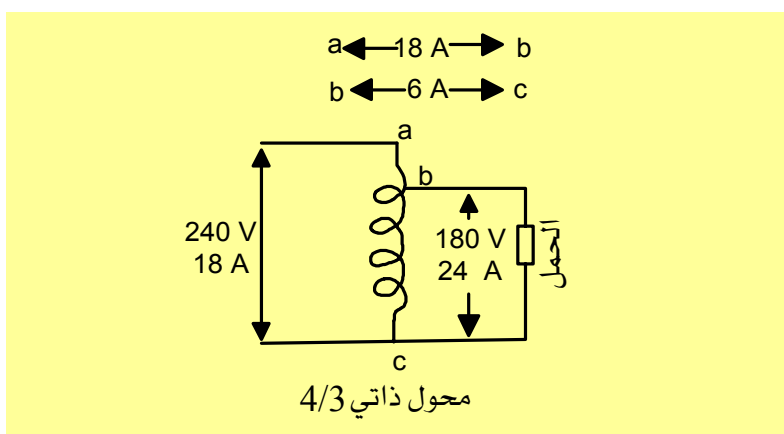 a 18 A b
b 6 A c
a
b
240 V
18 A
180 V
24 A
الحمل
c
محول ذاتي 4/3